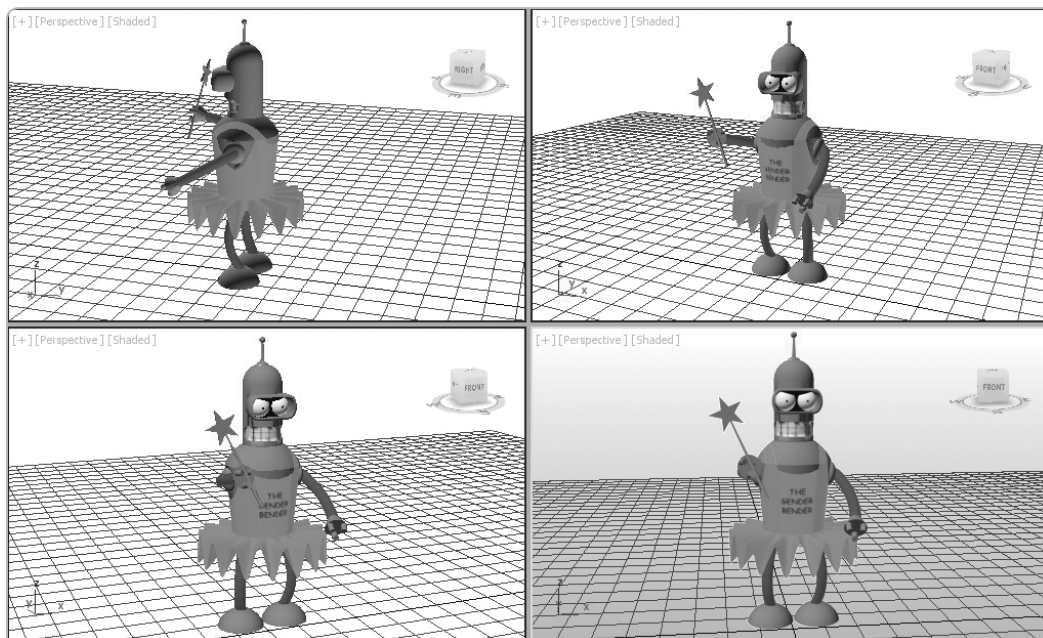 [+] [Perspective] [Shaded]
RIGHT
[+] [Perspective] [Shaded]
FRONT
THE
GENDER
BENDER
z
y
x
z
y
x
[+] [Perspective] [Shaded]
FRONT
THE
GENDER
BENDER
z
y
x
[+] [Perspective] [Shaded]
FRONT
THE
GENDER
BENDER
z
x